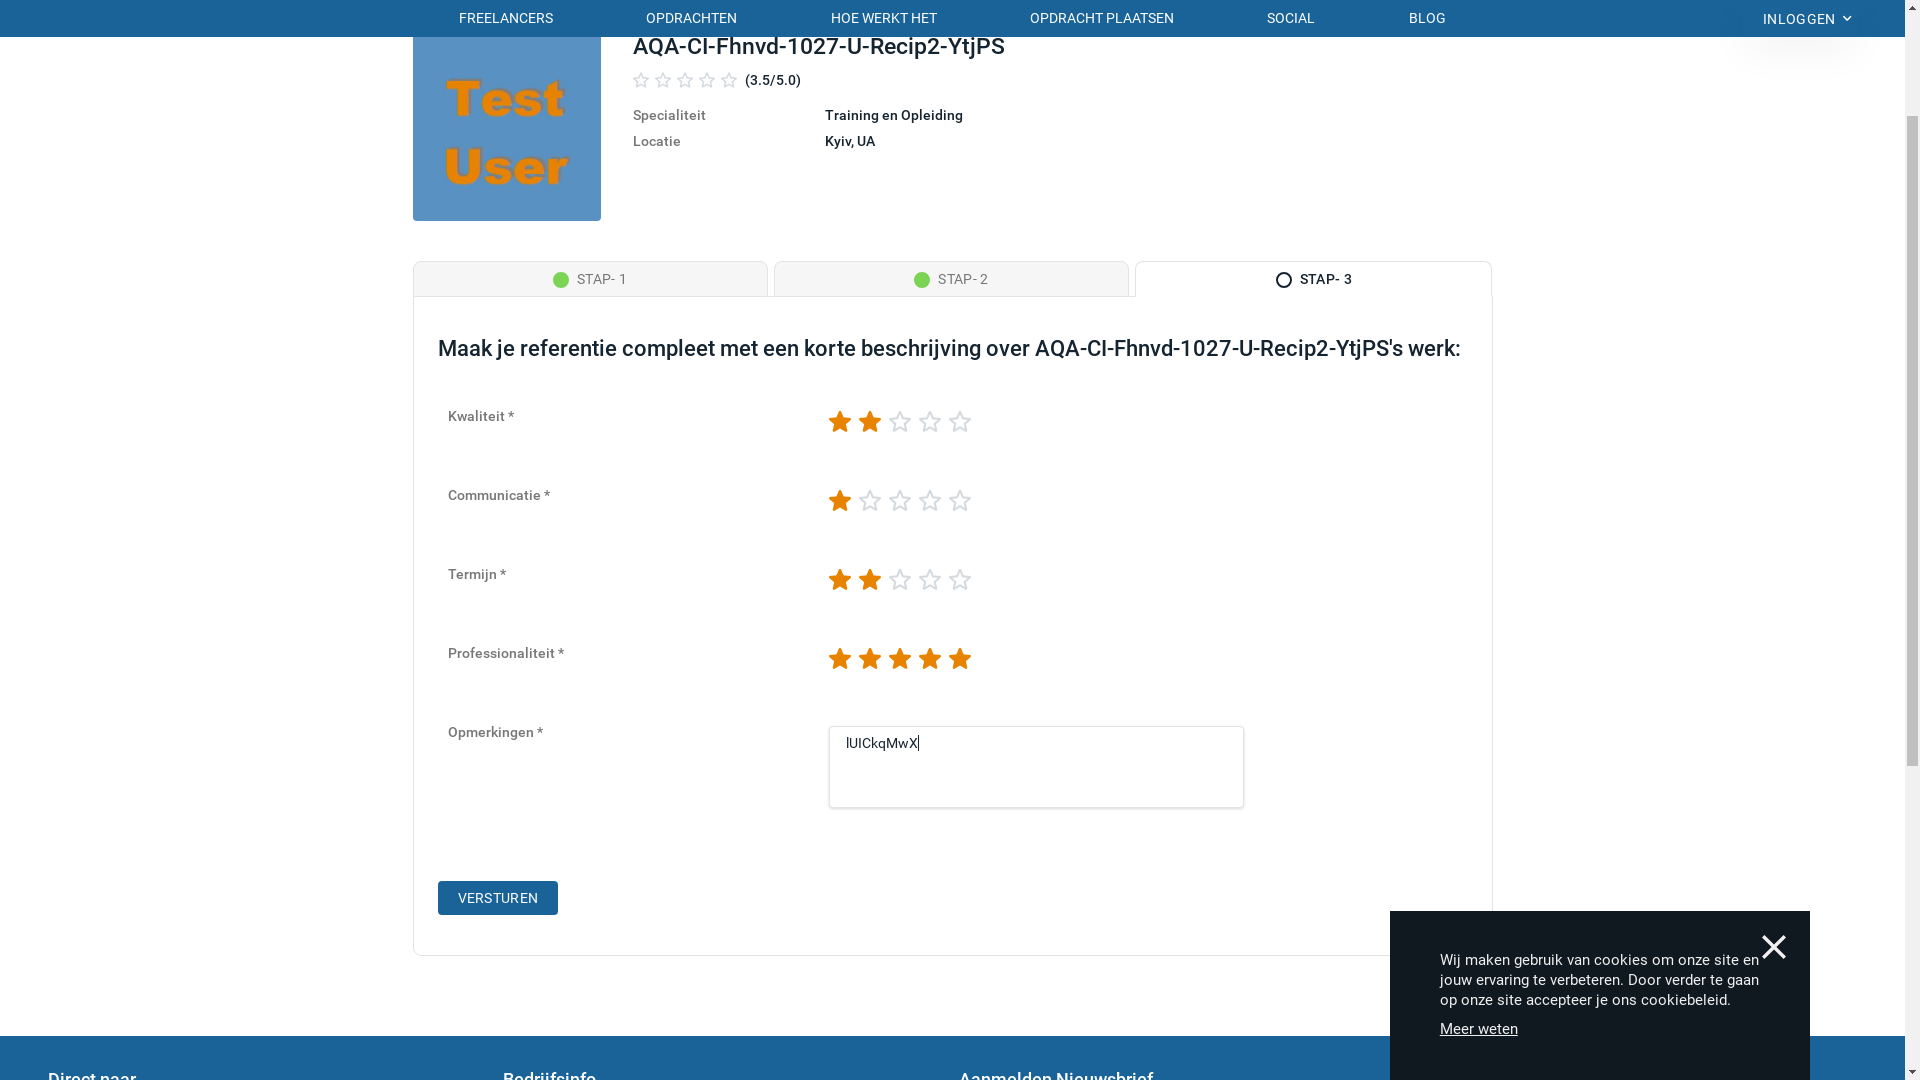 FREELANCERS OPDRACHTEN HOE WERKT HET OPDRACHT PLAATSEN SOCIAL BLOG INLOGGEN
AQA-CI-Fhnvd-1027-U-Recip2-YtjPS
(3.5/5.0)
Specialiteit Training en Opleiding
Locatie Kyiv, UA
Test
User
STAP- 1 STAP- 2 STAP- 3
Maak je referentie compleet met een korte beschrijving over AQA-CI-Fhnvd-1027-U-Recip2-YtjPS's werk:
Kwaliteit *
Communicatie *
Termijn *
Professionaliteit *
Opmerkingen *
lUICkqMwX
VERSTUREN
Wij maken gebruik van cookies om onze site en
jouw ervaring te verbeteren. Door verder te gaan
op onze site accepteer je ons cookiebeleid.
Meer weten
Direct naar Bedrijfsinfo Aanmelden Nieuwsbrief